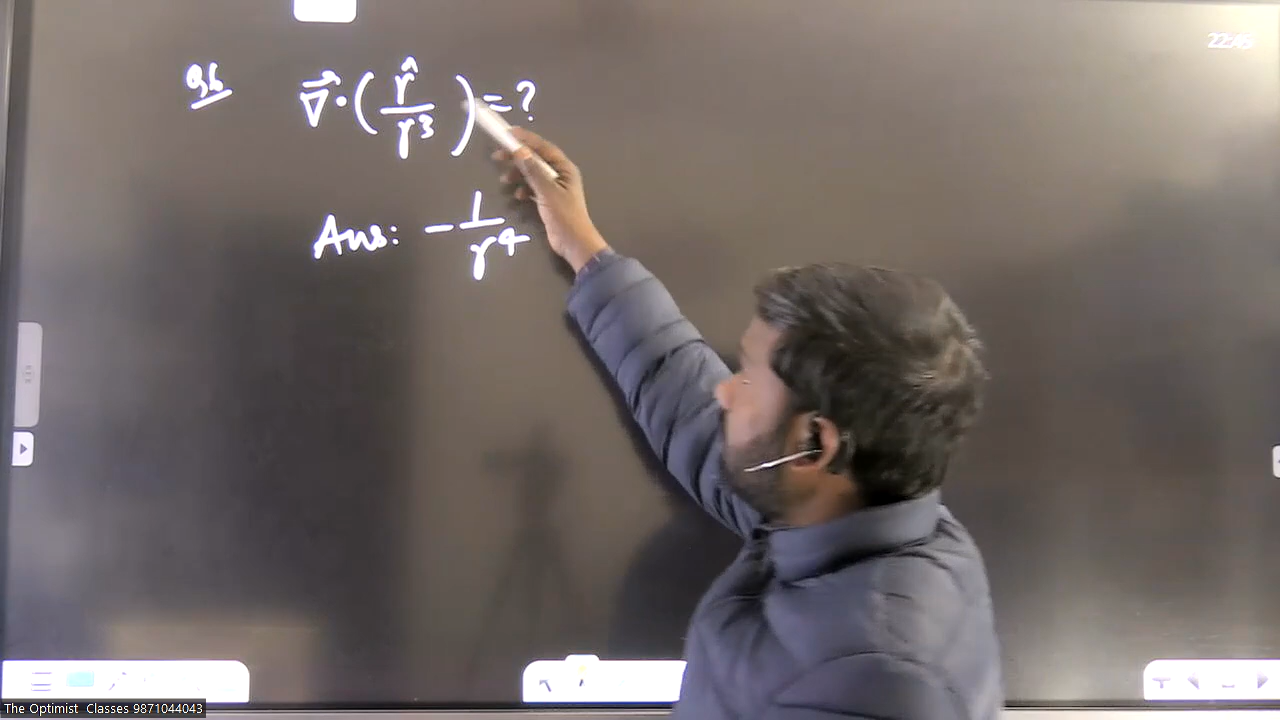 22:45
Q6 ∇⃗·(r̂/r³) = ?
Ans: -1/r⁴
The Optimist Classes 9871044043